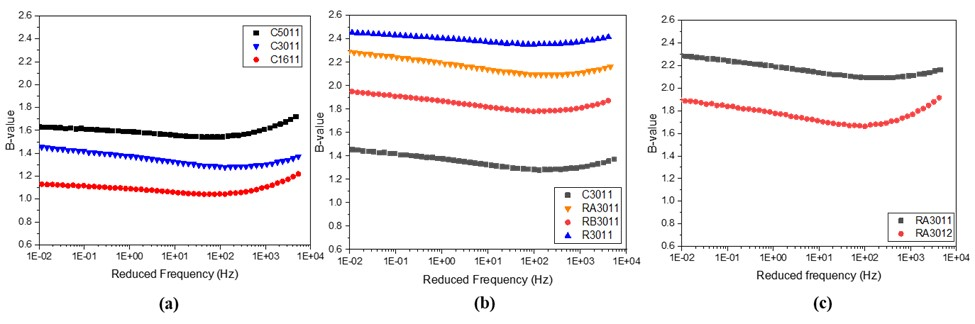 2.6
2.4
2.2
2.0
1.8
1.6
1.4
1.2
1.0
0.8
0.6
B-value
1E-02 1E-01 1E+00 1E+01 1E+02 1E+03 1E+04
Reduced Frequency (Hz)
C5011
C3011
C1611
(a)
2.6
2.4
2.2
2.0
1.8
1.6
1.4
1.2
1.0
0.8
0.6
B-value
1E-02 1E-01 1E+00 1E+01 1E+02 1E+03 1E+04
Reduced Frequency (Hz)
C3011
RA3011
RB3011
R3011
(b)
2.6
2.4
2.2
2.0
1.8
1.6
1.4
1.2
1.0
0.8
0.6
B-value
1E-02 1E-01 1E+00 1E+01 1E+02 1E+03 1E+04
Reduced frequency (Hz)
RA3011
RA3012
(c)